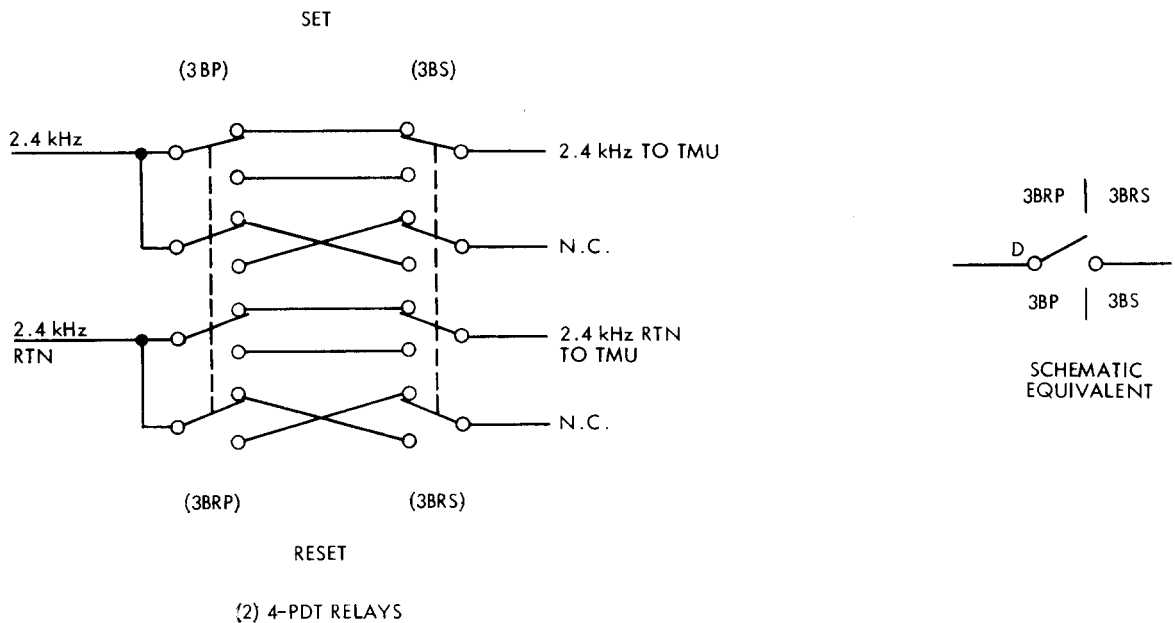 SET
(3BP)
(3BS)
2.4 kHz
2.4 kHz TO TMU
N.C.
2.4 kHz
RTN
2.4 kHz RTN
TO TMU
N.C.
(3BRP)
(3BRS)
RESET
(2) 4-PDT RELAYS
3BRP
3BRS
D
3BP
3BS
SCHEMATIC
EQUIVALENT